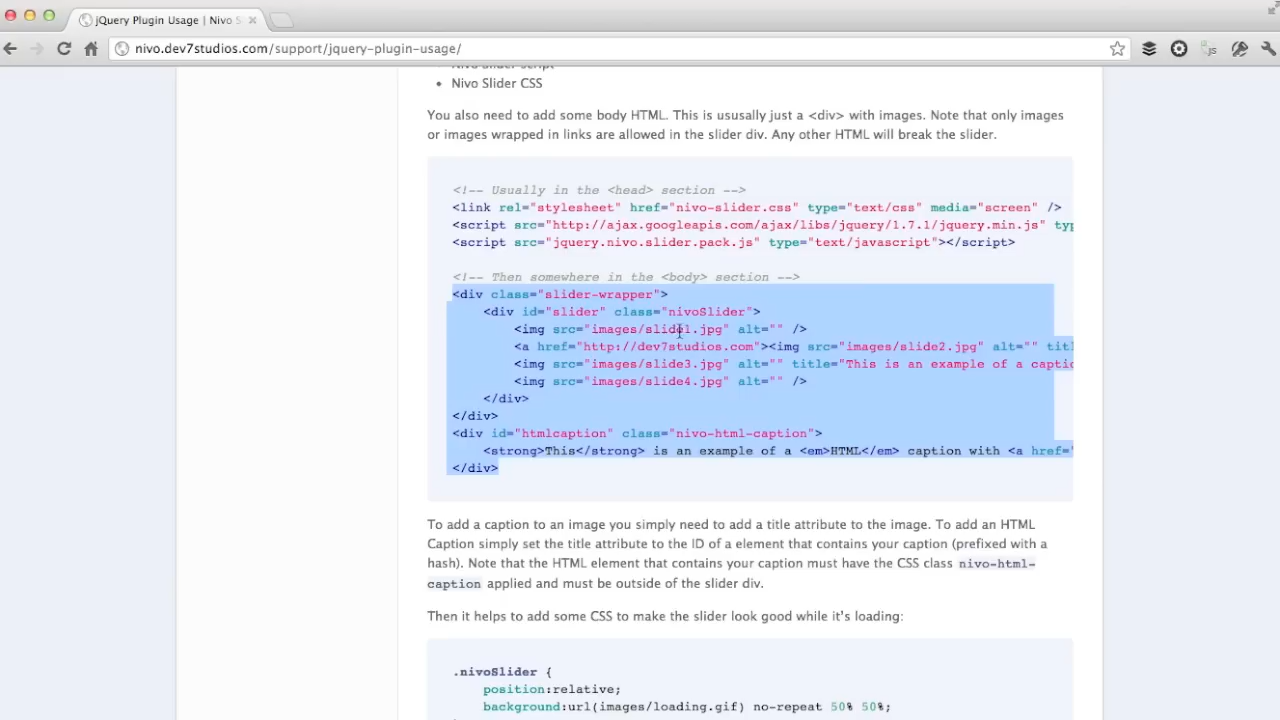 jQuery Plugin Usage | Nivo S
nivo.dev7studios.com/support/jquery-plugin-usage/
Nivo Slider script
• Nivo Slider CSS
You also need to add some body HTML. This is ususally just a <div> with images. Note that only images
or images wrapped in links are allowed in the slider div. Any other HTML will break the slider.
<!-- Usually in the <head> section -->
<link rel="stylesheet" href="nivo-slider.css" type="text/css" media="screen" />
<script src="http://ajax.googleapis.com/ajax/libs/jquery/1.7.1/jquery.min.js" typ
<script src="jquery.nivo.slider.pack.js" type="text/javascript"></script>
<!-- Then somewhere in the <body> section -->
<div class="slider-wrapper">
<div id="slider" class="nivoSlider">
<img src="images/slide1.jpg" alt="" />
<a href="http://dev7studios.com"><img src="images/slide2.jpg" alt="" titl
<img src="images/slide3.jpg" alt="" title="This is an example of a captio
<img src="images/slide4.jpg" alt="" />
</div>
</div>
<div id="htmlcaption" class="nivo-html-caption">
<strong>This</strong> is an example of a <em>HTML</em> caption with <a href="
</div>
To add a caption to an image you simply need to add a title attribute to the image. To add an HTML
Caption simply set the title attribute to the ID of a element that contains your caption (prefixed with a
hash). Note that the HTML element that contains your caption must have the CSS class nivo-html-
caption applied and must be outside of the slider div.
Then it helps to add some CSS to make the slider look good while it's loading:
.nivoSlider {
position:relative;
background:url(images/loading.gif) no-repeat 50% 50%;